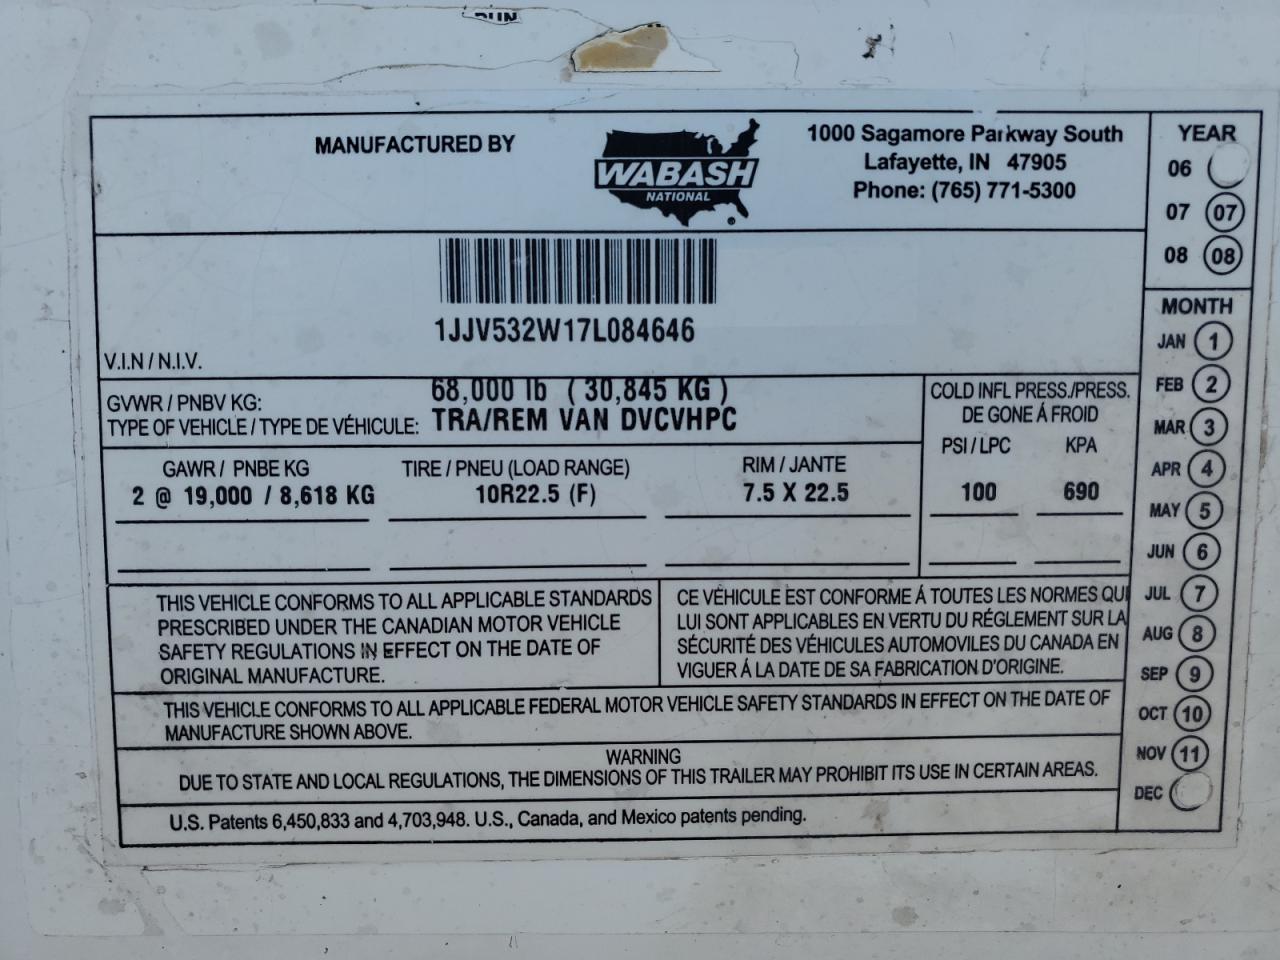 MANUFACTURED BY
WABASH
NATIONAL
1000 Sagamore Parkway South
Lafayette, IN 47905
Phone: (765) 771-5300
1JJV532W17L084646
V.I.N / N.I.V.
GVWR / PNBV KG: 68,000 lb ( 30,845 KG )
TYPE OF VEHICLE / TYPE DE VÉHICULE: TRA/REM VAN DVCVHPC
COLD INFL PRESS./PRESS.
DE GONE Á FROID
PSI / LPC KPA
100 690
GAWR / PNBE KG TIRE / PNEU (LOAD RANGE) RIM / JANTE
2 @ 19,000 / 8,618 KG 10R22.5 (F) 7.5 X 22.5
THIS VEHICLE CONFORMS TO ALL APPLICABLE STANDARDS
PRESCRIBED UNDER THE CANADIAN MOTOR VEHICLE
SAFETY REGULATIONS IN EFFECT ON THE DATE OF
ORIGINAL MANUFACTURE.
CE VÉHICULE EST CONFORME Á TOUTES LES NORMES QUI
LUI SONT APPLICABLES EN VERTU DU RÉGLEMENT SUR LA
SÉCURITÉ DES VÉHICULES AUTOMOVILES DU CANADA EN
VIGUER Á LA DATE DE SA FABRICATION D'ORIGINE.
THIS VEHICLE CONFORMS TO ALL APPLICABLE FEDERAL MOTOR VEHICLE SAFETY STANDARDS IN EFFECT ON THE DATE OF
MANUFACTURE SHOWN ABOVE.
WARNING
DUE TO STATE AND LOCAL REGULATIONS, THE DIMENSIONS OF THIS TRAILER MAY PROHIBIT ITS USE IN CERTAIN AREAS.
U.S. Patents 6,450,833 and 4,703,948. U.S., Canada, and Mexico patents pending.
YEAR
06
07 07
08 08
MONTH
JAN 1
FEB 2
MAR 3
APR 4
MAY 5
JUN 6
JUL 7
AUG 8
SEP 9
OCT 10
NOV 11
DEC